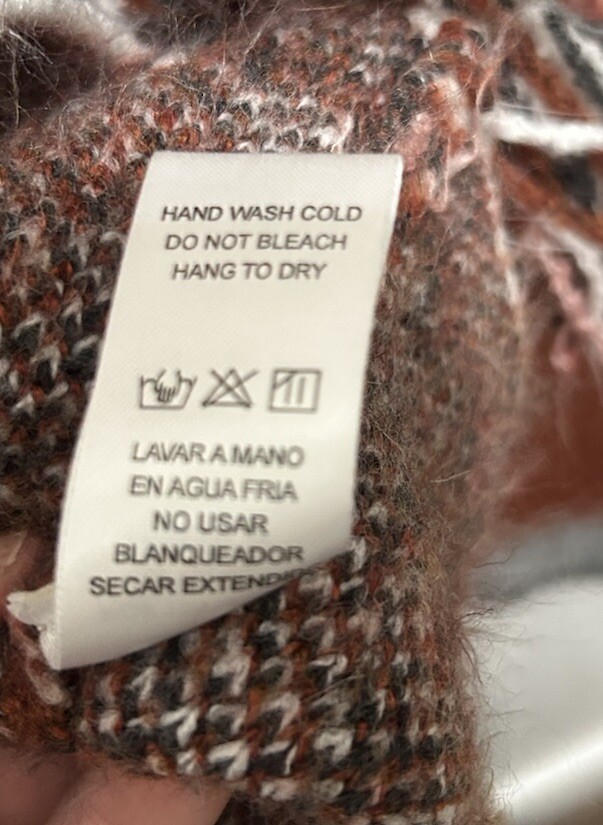 HAND WASH COLD
DO NOT BLEACH
HANG TO DRY
LAVAR A MANO
EN AGUA FRIA
NO USAR
BLANQUEADOR
SECAR